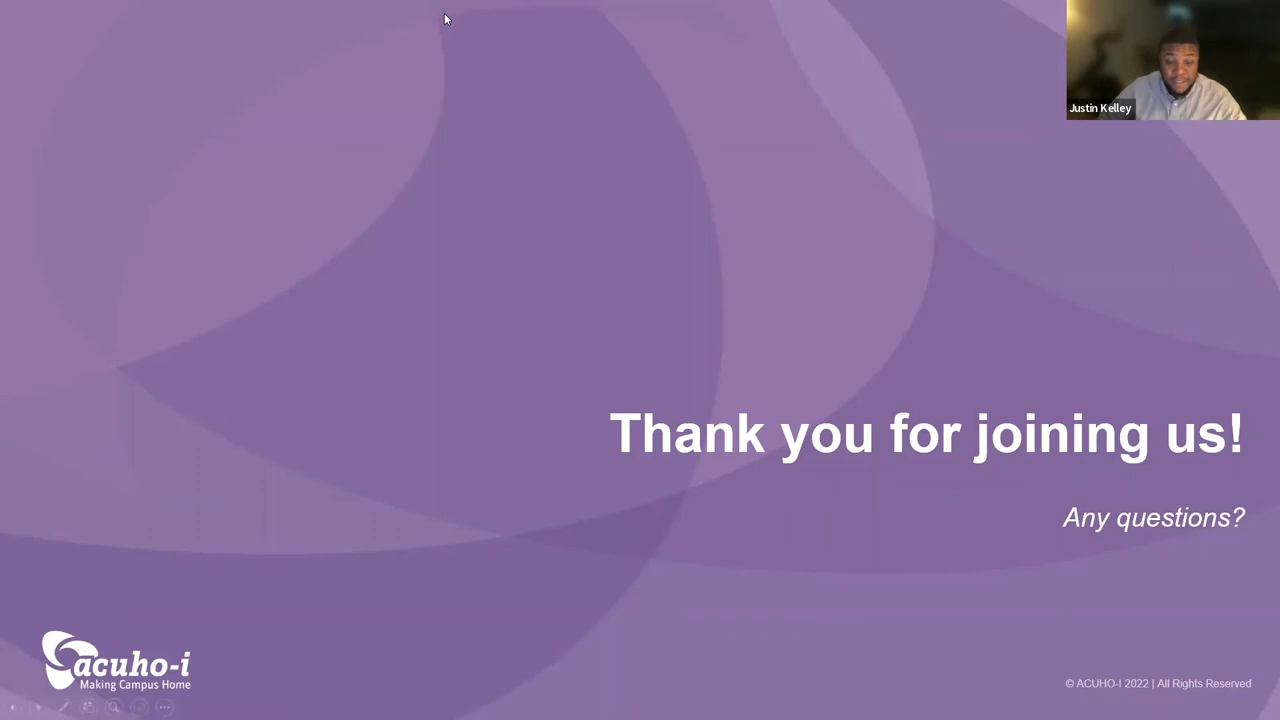 Justin Kelley
Thank you for joining us!
Any questions?
acuho-i
Making Campus Home
© ACUHO-I 2022 | All Rights Reserved